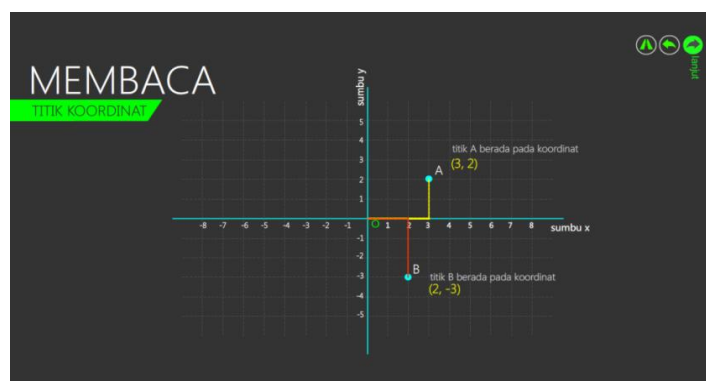 MEMBACA
TITIK KOORDINAT
lanjut
sumbu y
5
4
3
2
1
titik A berada pada koordinat
A
(3, 2)
-8 -7 -6 -5 -4 -3 -2 -1 O 1 2 3 4 5 6 7 8 sumbu x
-1
-2
-3
-4
-5
B
titik B berada pada koordinat
(2, -3)